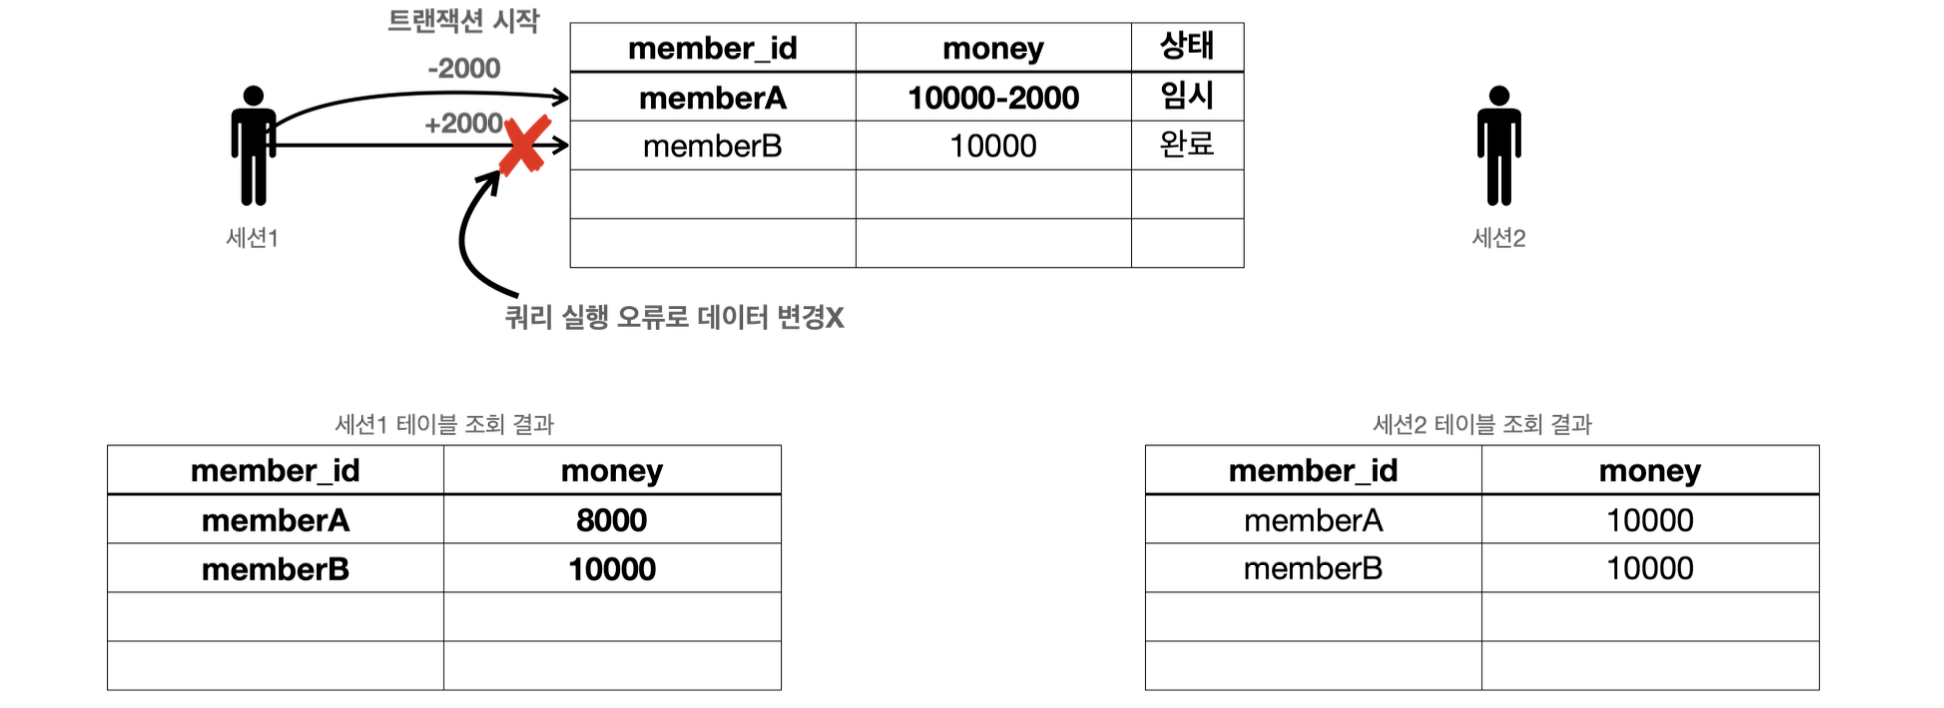 트랜잭션 시작
-2000
+2000
member_id money 상태
memberA 10000-2000 임시
memberB 10000 완료
세션1
세션2
쿼리 실행 오류로 데이터 변경X
세션1 테이블 조회 결과
member_id money
memberA 8000
memberB 10000
세션2 테이블 조회 결과
member_id money
memberA 10000
memberB 10000